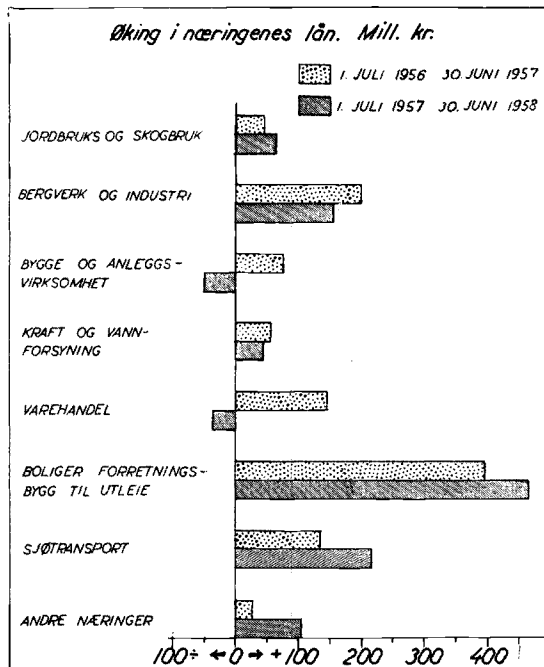 Øking i næringenes lån. Mill. kr.
1. JULI 1956 30. JUNI 1957
1. JULI 1957 30. JUNI 1958
JORDBRUKS OG SKOGBRUK
BERGVERK OG INDUSTRI
BYGGE OG ANLEGGS-
VIRKSOMHET
KRAFT OG VANN-
FORSYNING
VAREHANDEL
BOLIGER FORRETNINGS-
BYGG TIL UTLEIE
SJØTRANSPORT
ANDRE NÆRINGER
100 ÷ ← 0 → + 100 200 300 400